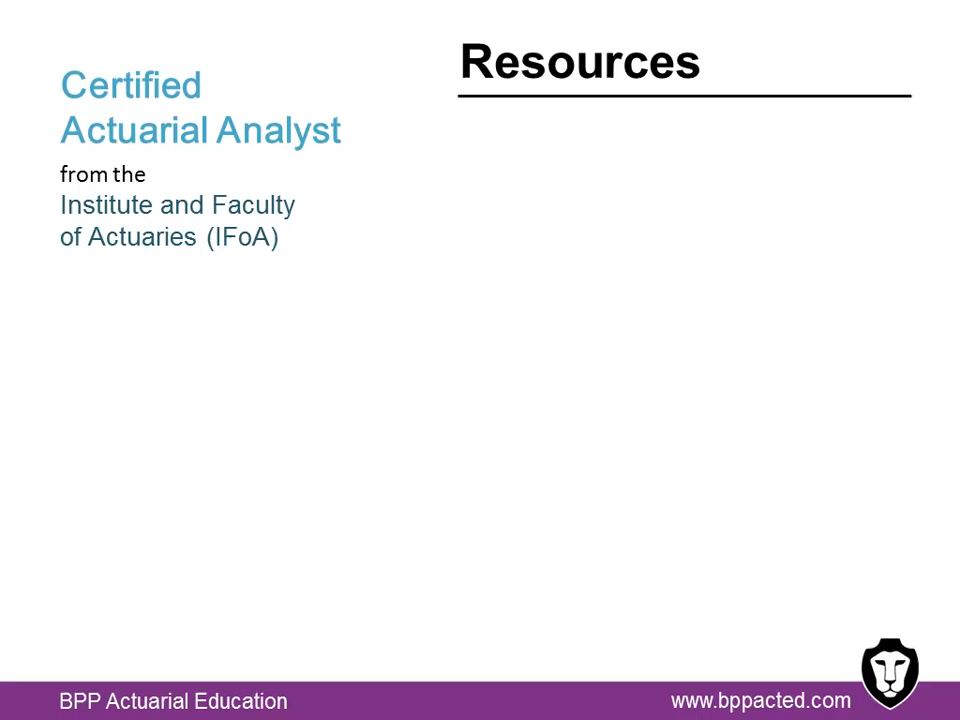 Resources
Certified
Actuarial Analyst
from the
Institute and Faculty
of Actuaries (IFoA)
BPP Actuarial Education
www.bppacted.com